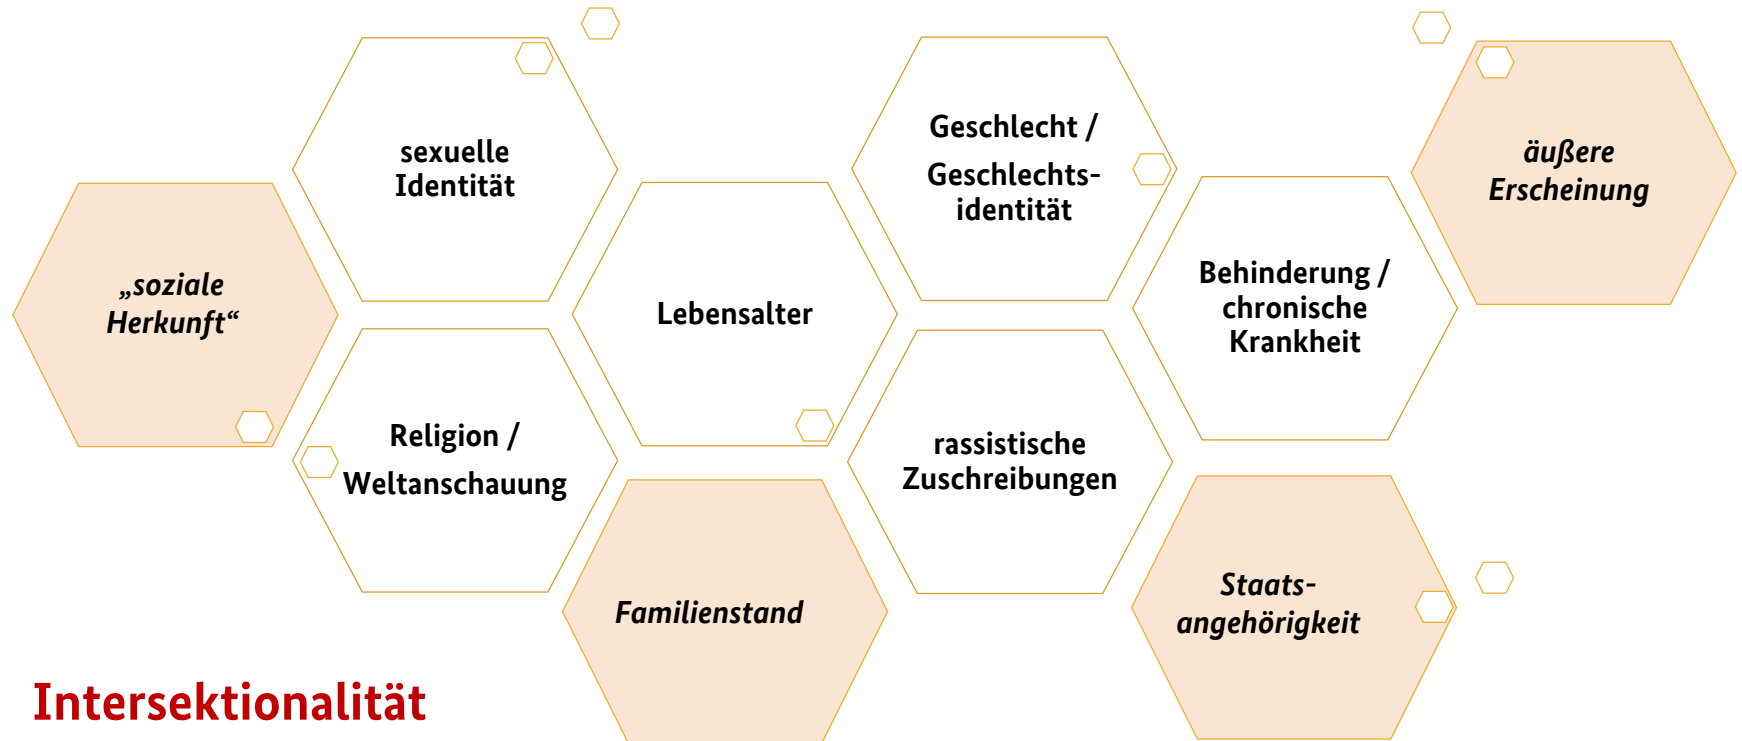 sexuelle
Identität
Geschlecht /
Geschlechts-
identität
äußere
Erscheinung
„soziale
Herkunft“
Lebensalter
Behinderung /
chronische
Krankheit
Religion /
Weltanschauung
rassistische
Zuschreibungen
Familienstand
Staats-
angehörigkeit
Intersektionalität